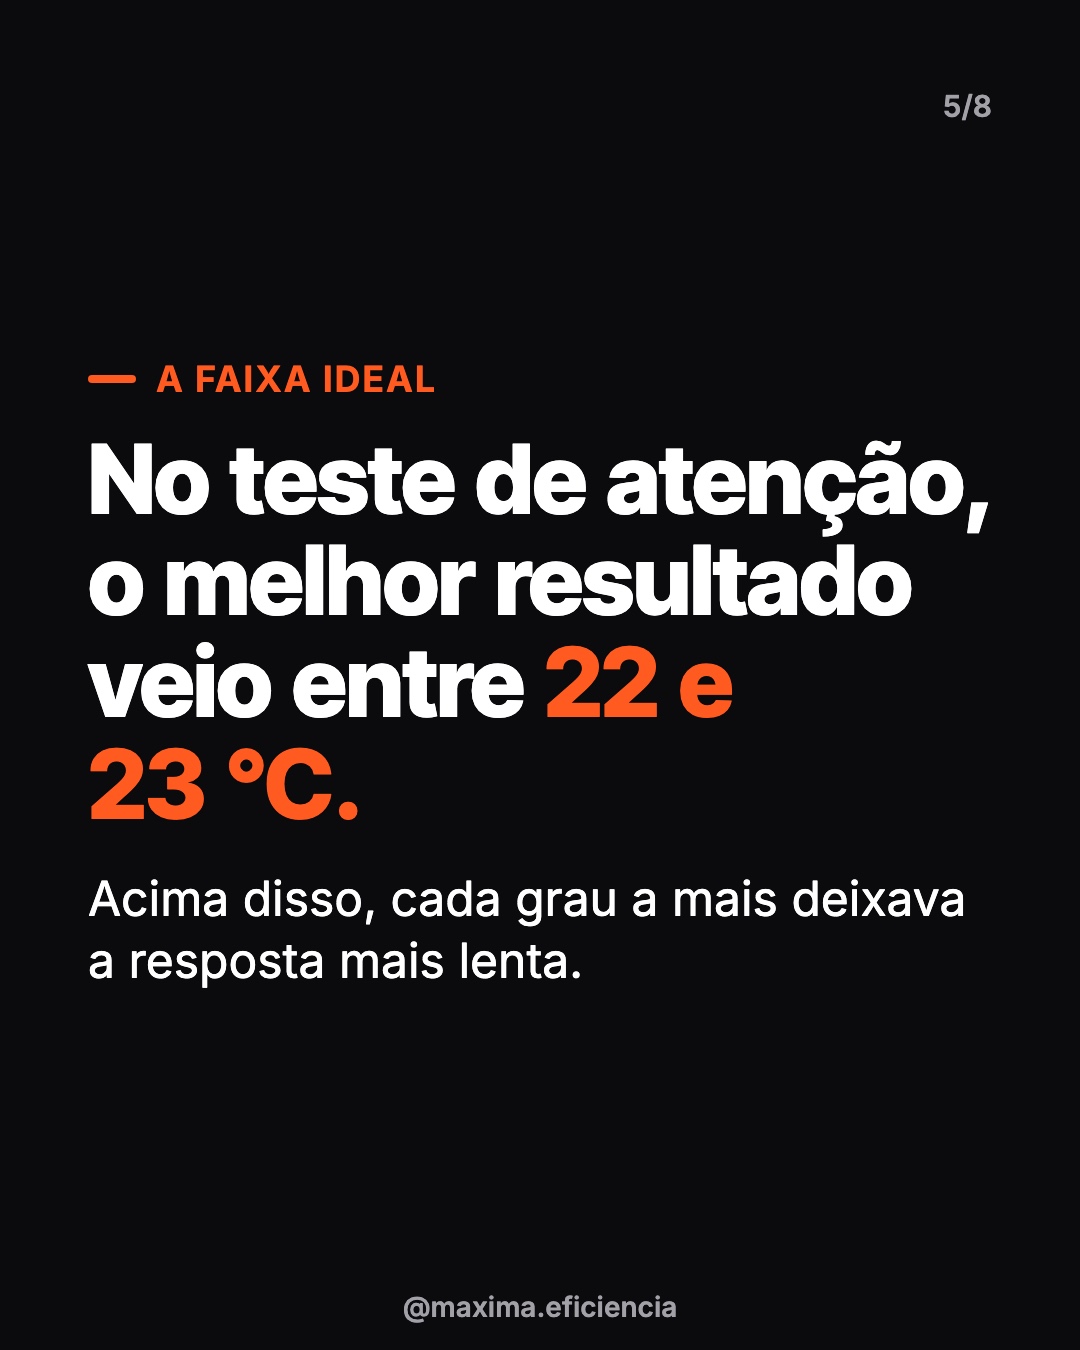 5/8
A FAIXA IDEAL
No teste de atenção,
o melhor resultado
veio entre 22 e
23 °C.
Acima disso, cada grau a mais deixava
a resposta mais lenta.
@maxima.eficiencia